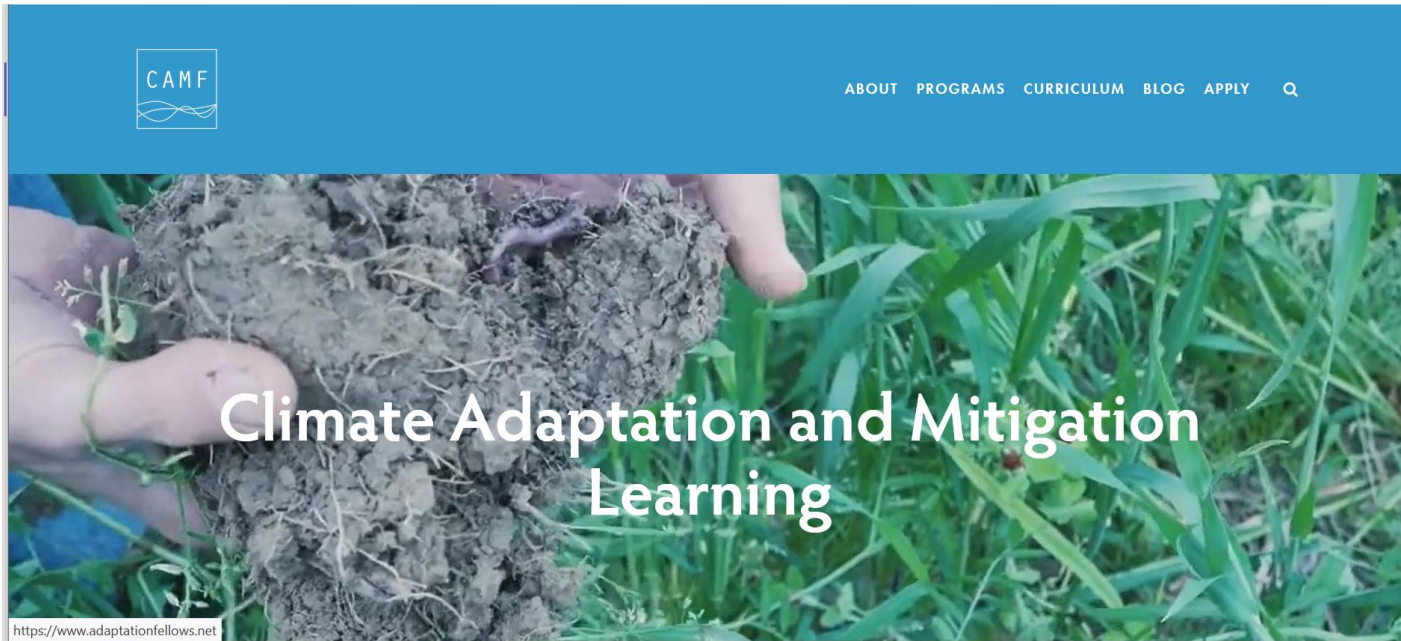 CAMF
ABOUT PROGRAMS CURRICULUM BLOG APPLY
Climate Adaptation and Mitigation
Learning
https://www.adaptationfellows.net